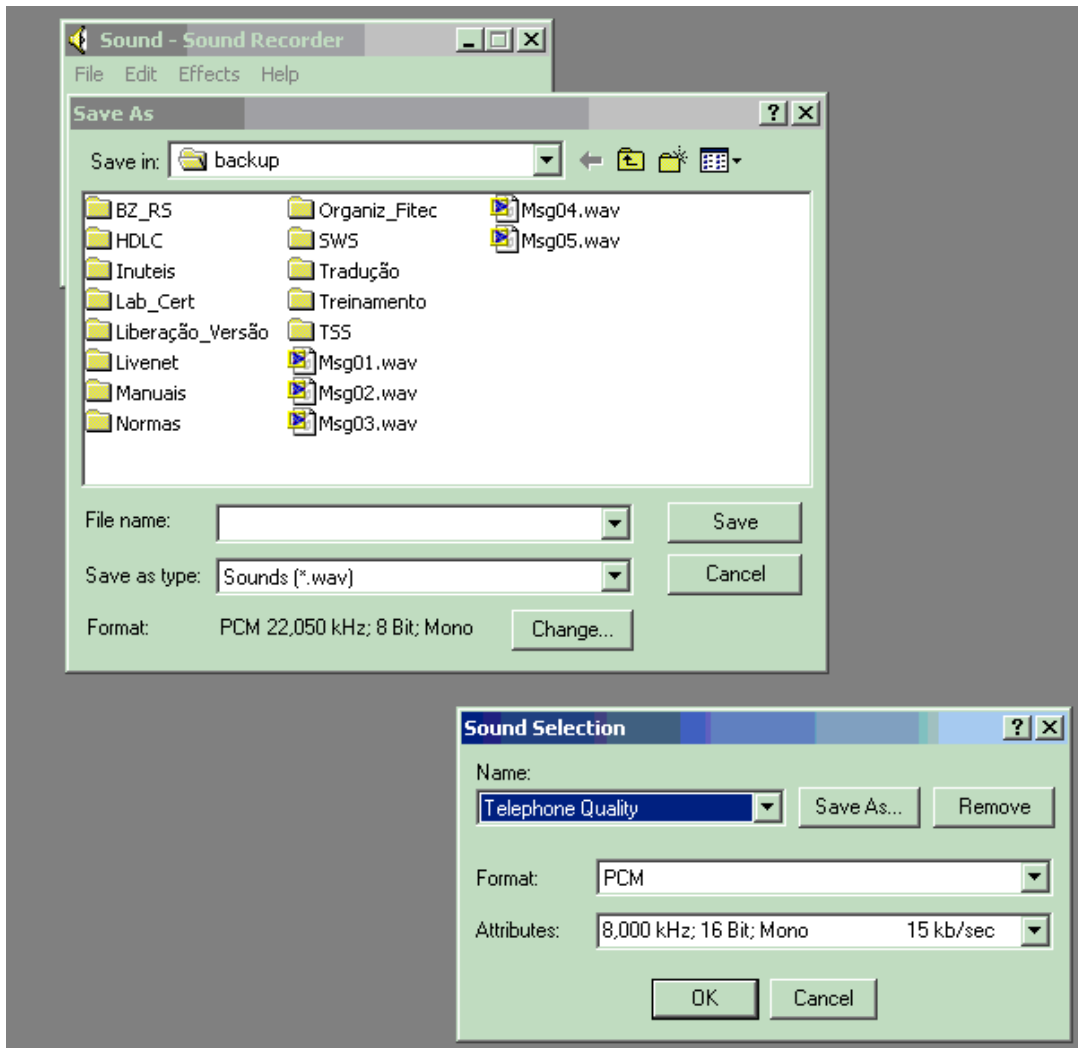 Sound - Sound Recorder
File Edit Effects Help
Save As
Save in: backup
BZ_RS
HDLC
Inuteis
Lab_Cert
Liberação_Versão
Livenet
Manuais
Normas
Organiz_Fitec
SWS
Tradução
Treinamento
TSS
Msg01.wav
Msg02.wav
Msg03.wav
Msg04.wav
Msg05.wav
File name: Save
Save as type: Sounds (*.wav) Cancel
Format: PCM 22,050 kHz; 8 Bit; Mono Change...
Sound Selection
Name:
Telephone Quality Save As... Remove
Format: PCM
Attributes: 8,000 kHz; 16 Bit; Mono 15 kb/sec
OK Cancel